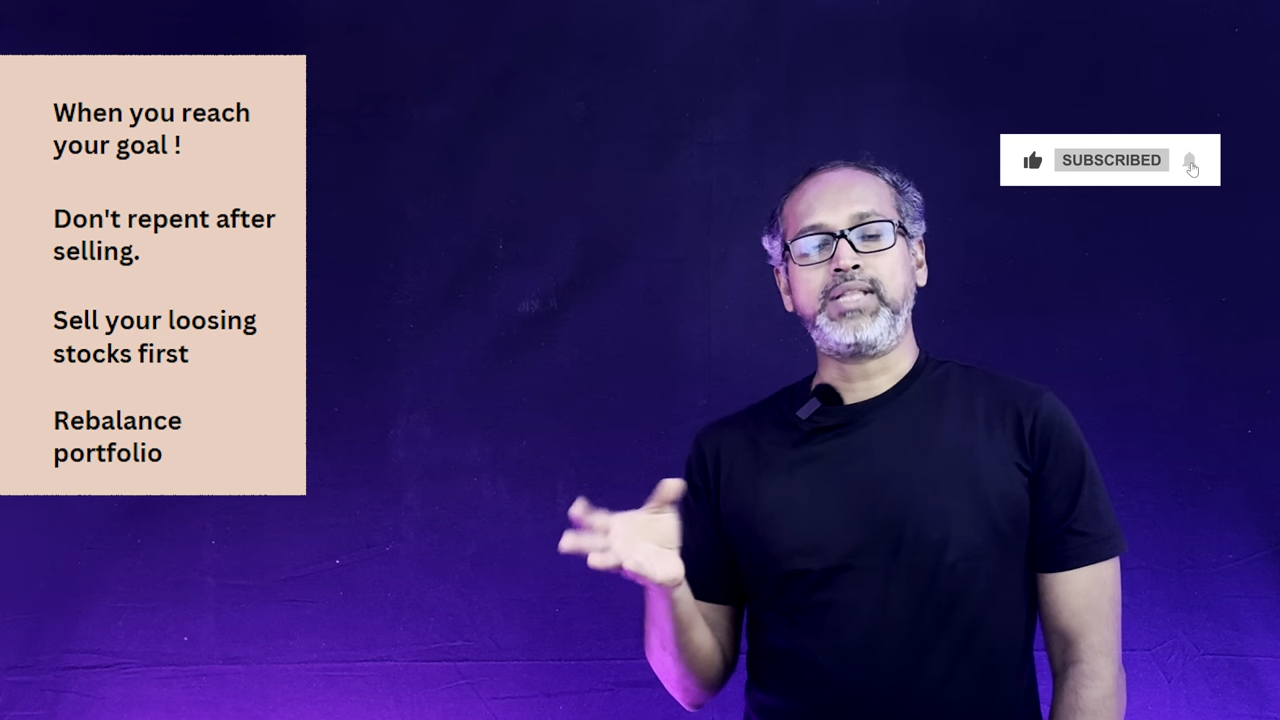 When you reach
your goal !
Don't repent after
selling.
Sell your loosing
stocks first
Rebalance
portfolio
SUBSCRIBED